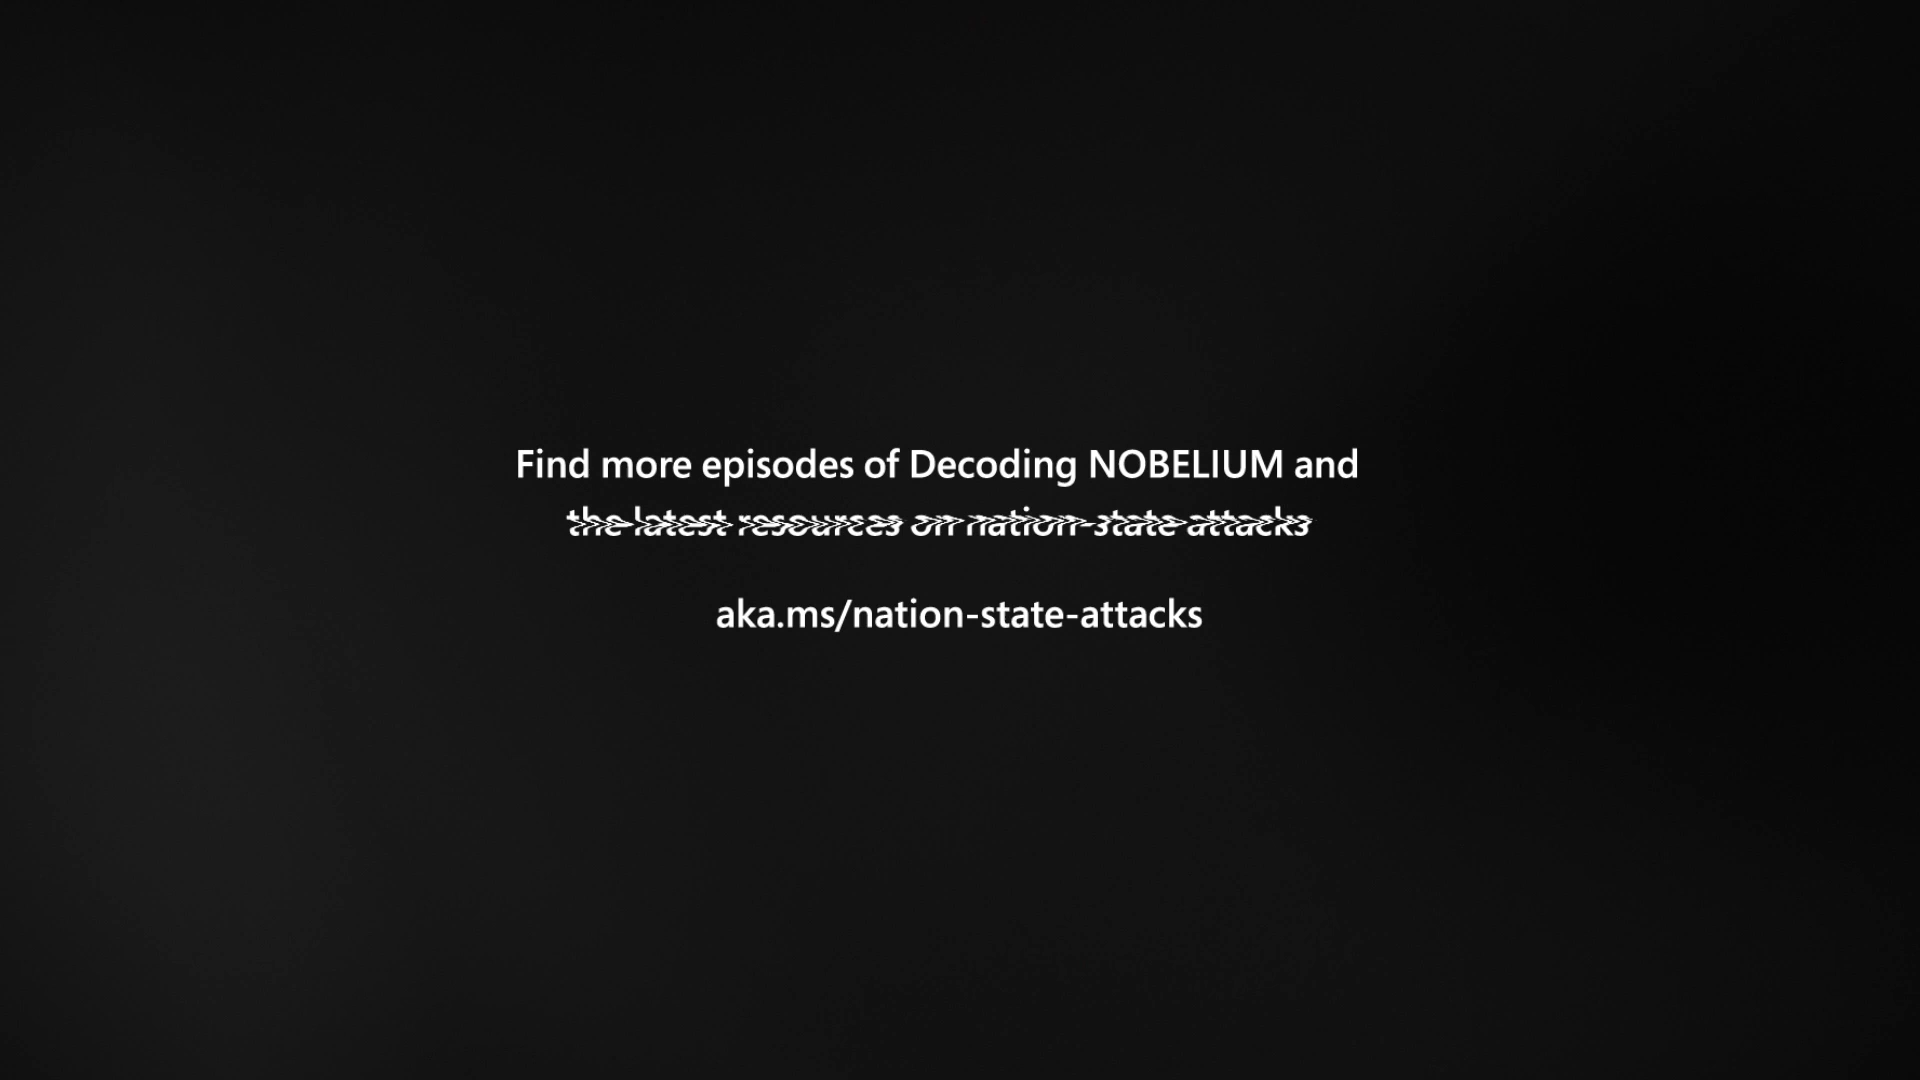 Find more episodes of Decoding NOBELIUM and
the latest resources on nation-state attacks
aka.ms/nation-state-attacks